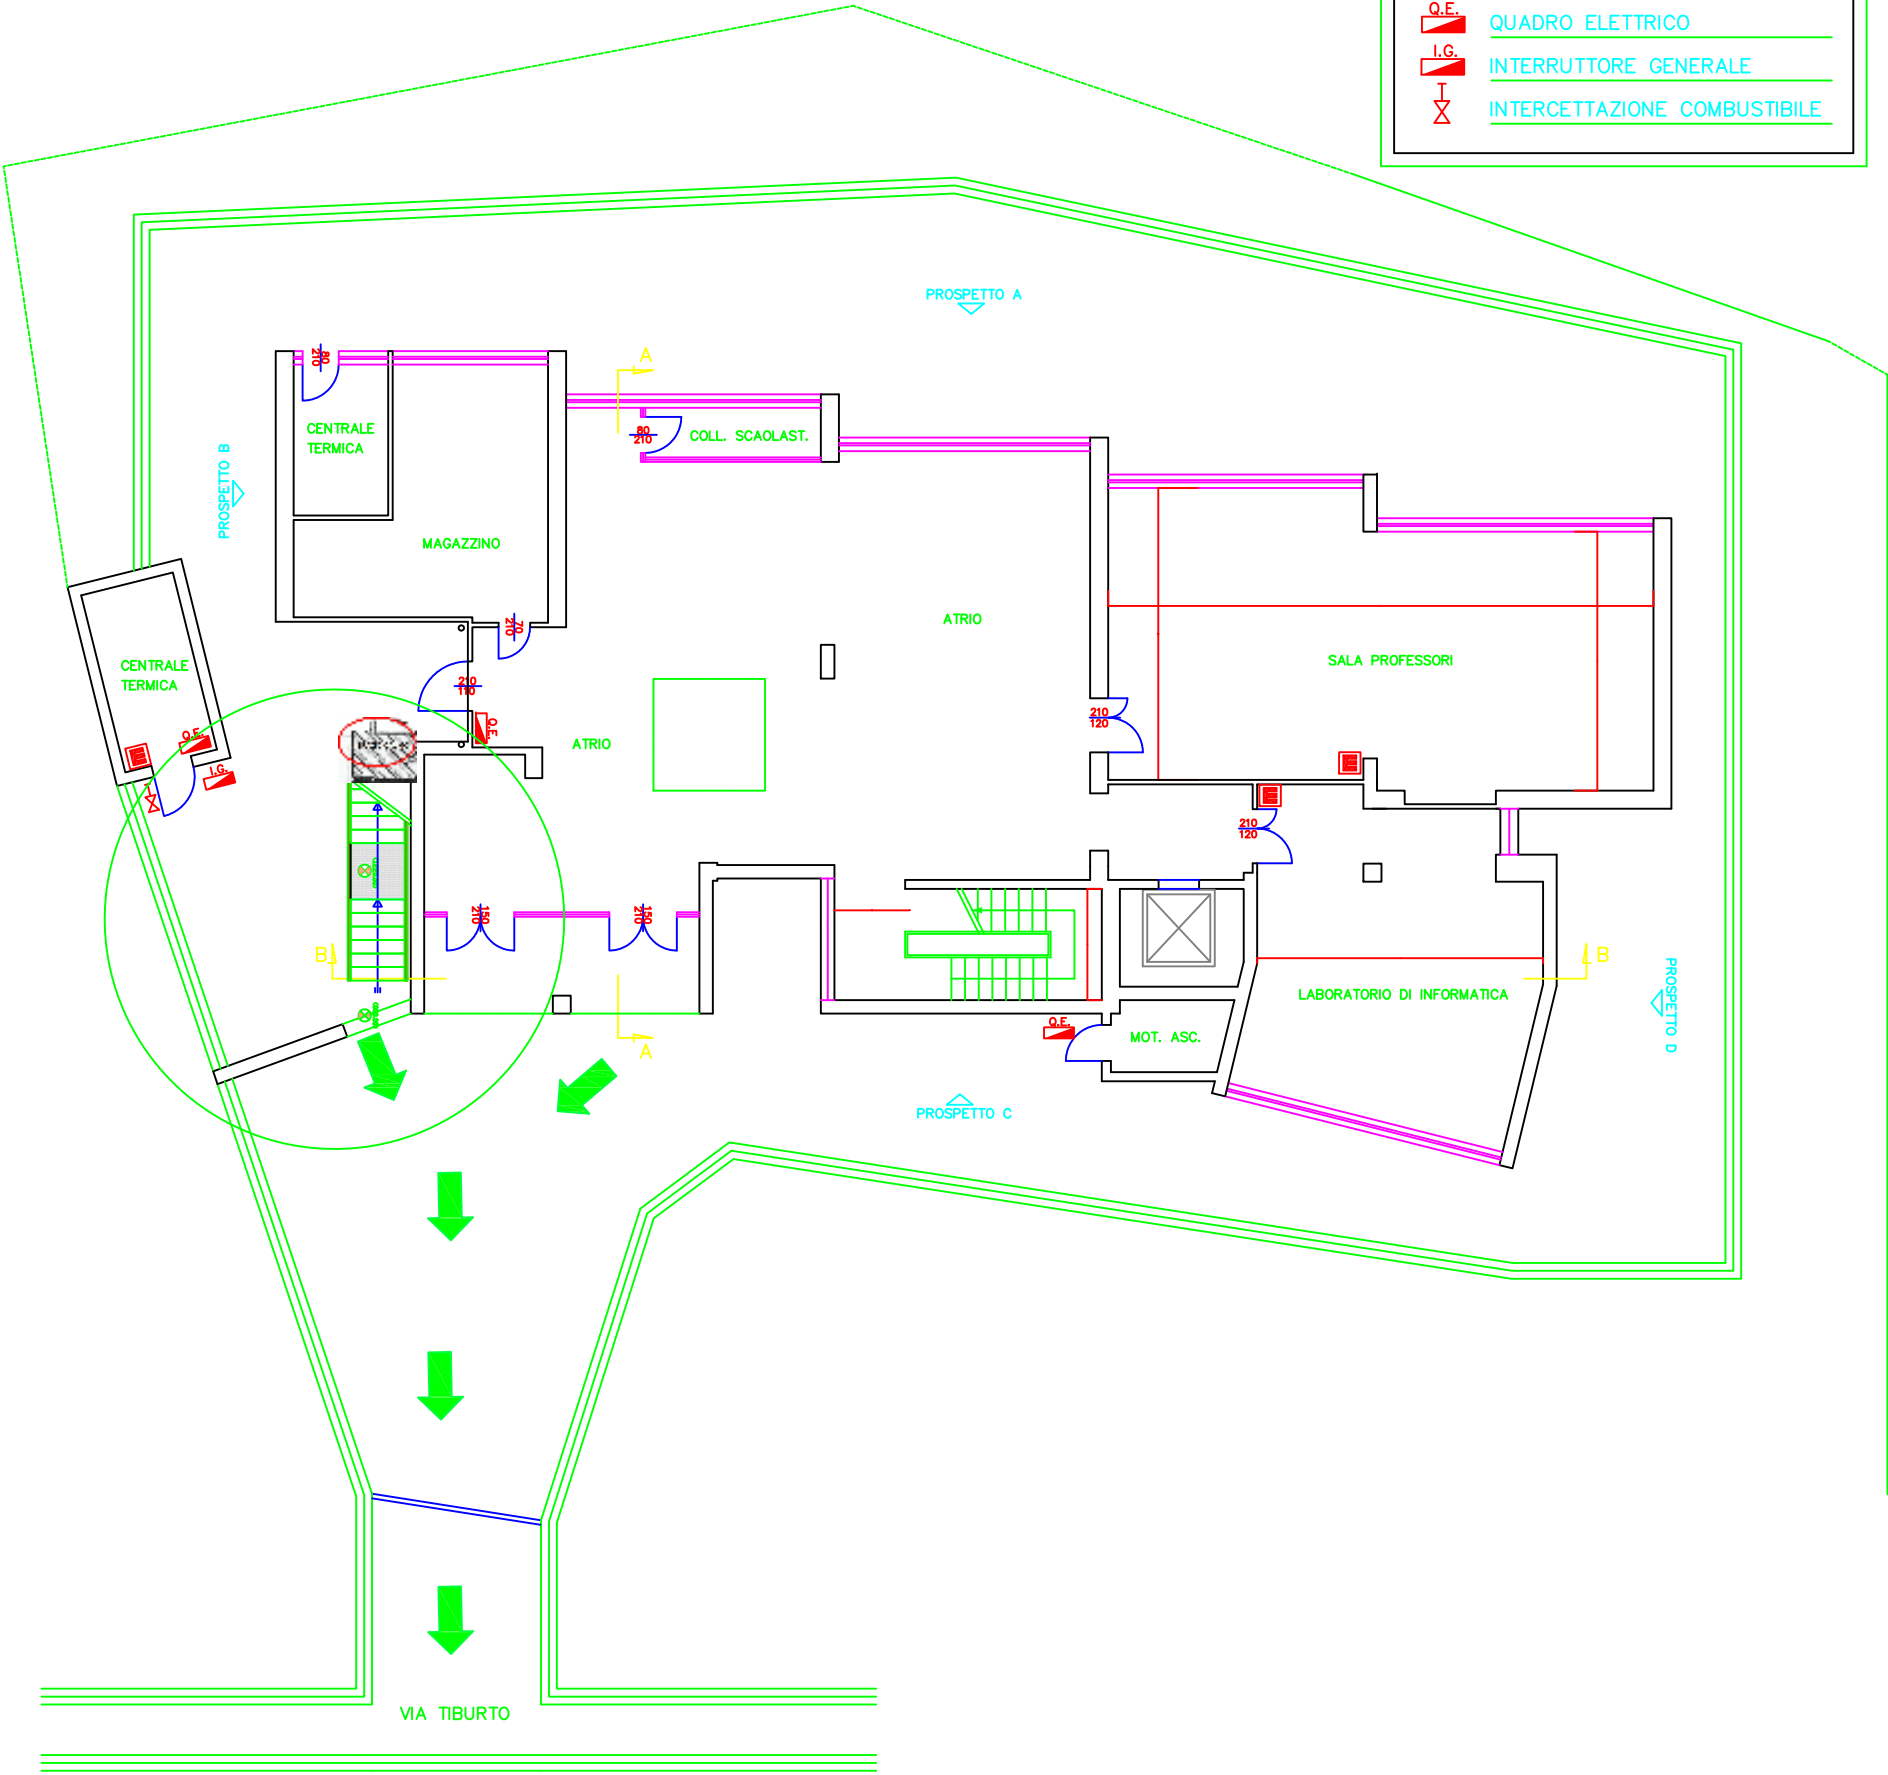 Q.E.
QUADRO ELETTRICO
I.G.
INTERRUTTORE GENERALE
INTERCETTAZIONE COMBUSTIBILE
PROSPETTO A
A
80
210
CENTRALE
TERMICA
80
210
COLL. SCAOLAST.
PROSPETTO B
MAGAZZINO
70
210
ATRIO
CENTRALE
TERMICA
SALA PROFESSORI
210
110
Q.E.
210
120
Q.E.
ATRIO
I.G.
210
120
150
210
150
210
B
B
LABORATORIO DI INFORMATICA
PROSPETTO D
Q.E.
MOT. ASC.
A
PROSPETTO C
VIA TIBURTO